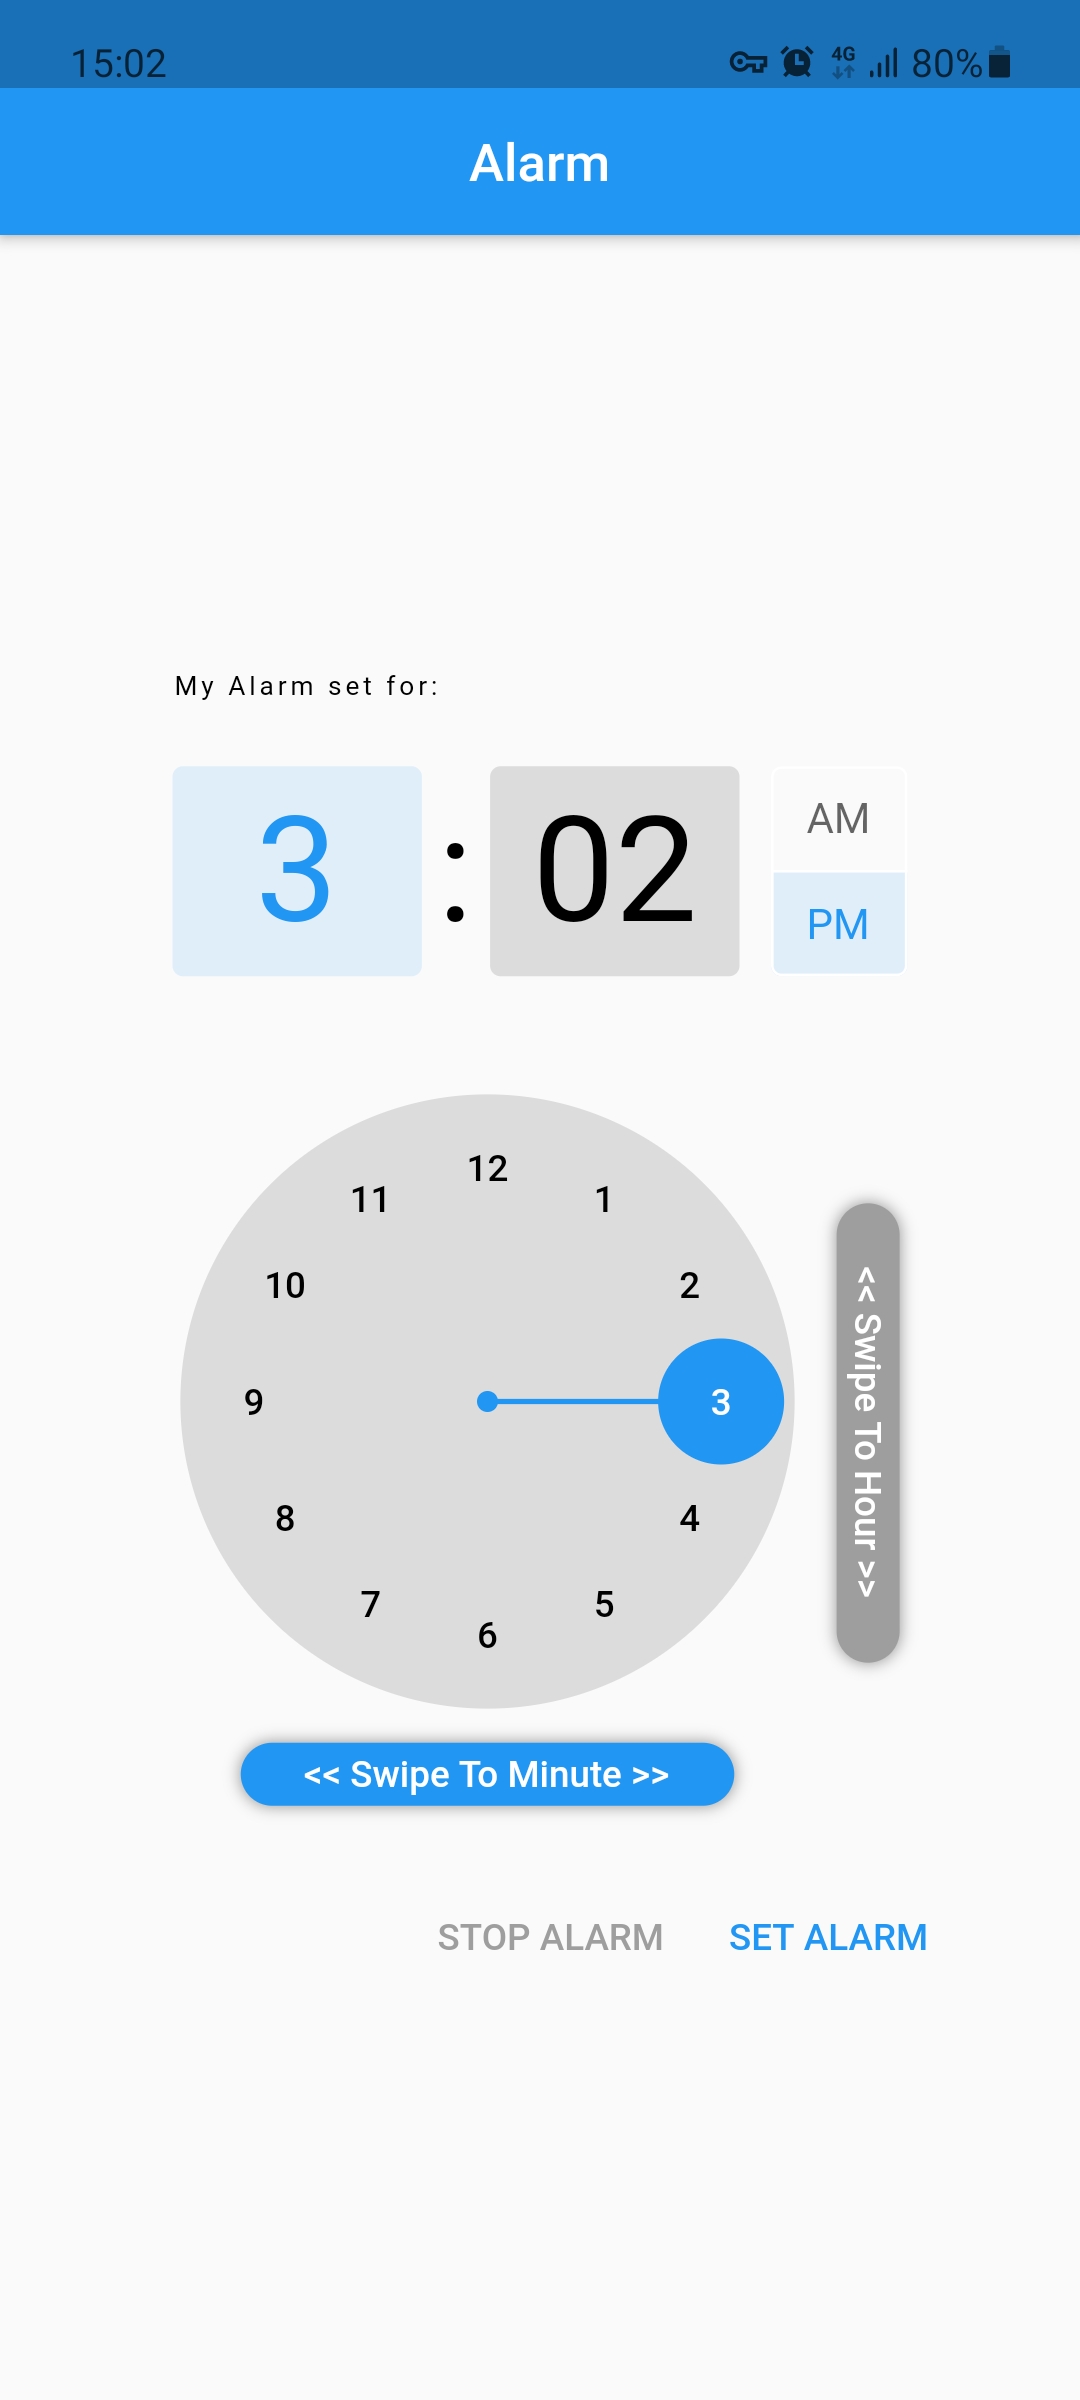 15:02 4G 80%
Alarm
My Alarm set for:
3 : 02
AM
PM
12
11 1
10 2
9 3
8 4
7 5
6
<< Swipe To Hour >>
<< Swipe To Minute >>
STOP ALARM SET ALARM